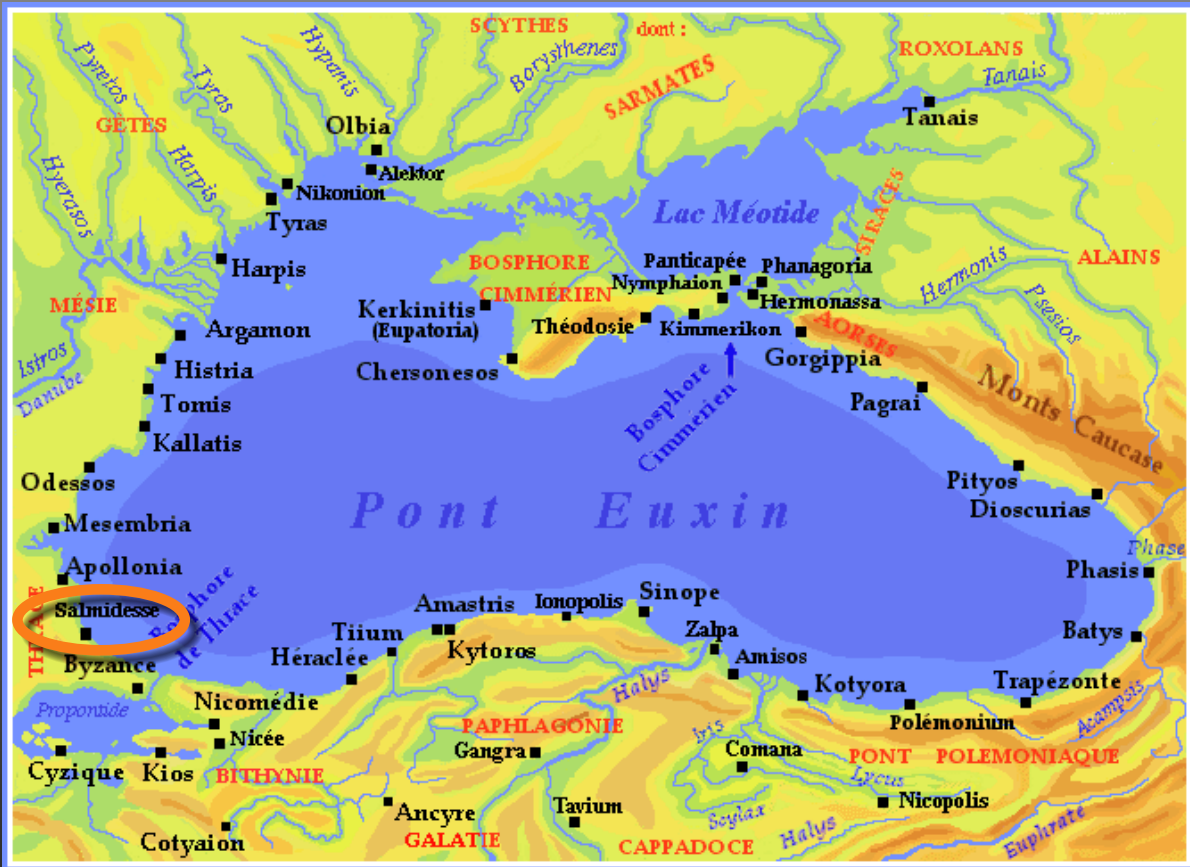 SCYTHES
dont :
ROXOLANS
Pyretos
Hypanis
Borysthenes
Tanais
Tyras
SARMATES
Tanais
GÈTES
Olbia
Hyerasos
Harpis
Alektor
Nikonion
Tyras
Lac Méotide
SIRACES
Harpis
BOSPHORE
CIMMÉRIEN
Panticapée
Phanagoria
Hermonis
ALAINS
Nymphaion
Hermonassa
Psesios
MÉSIE
Kerkinitis
(Eupatoria)
Argamon
Théodosie
Kimmerikon
AORSES
Istros
Danube
Histria
Chersonesos
Gorgippia
Bosphore
Cimmérien
Monts Caucase
Tomis
Pagrai
Kallatis
Odessos
Pityos
Dioscurias
Pont Euxin
Mesembria
Phase
Apollonia
Phasis
THRACE
Salmidesse
Bosphore
de Thrace
Amastris
Ionopolis
Sinope
Tiium
Zalpa
Batys
Byzance
Héraclée
Kytoros
Amisos
Halys
Kotyora
Trapézonte
Acampsis
Propontide
Nicomédie
PAPHLAGONIE
Iris
Polémonium
Nicée
Gangra
Comana
PONT POLEMONIAQUE
Cyzique
Kios
BITHYNIE
Lycus
Ancyre
Tavium
Scylax
Nicopolis
Cotyaion
GALATIE
CAPPADOCE
Halys
Euphrate